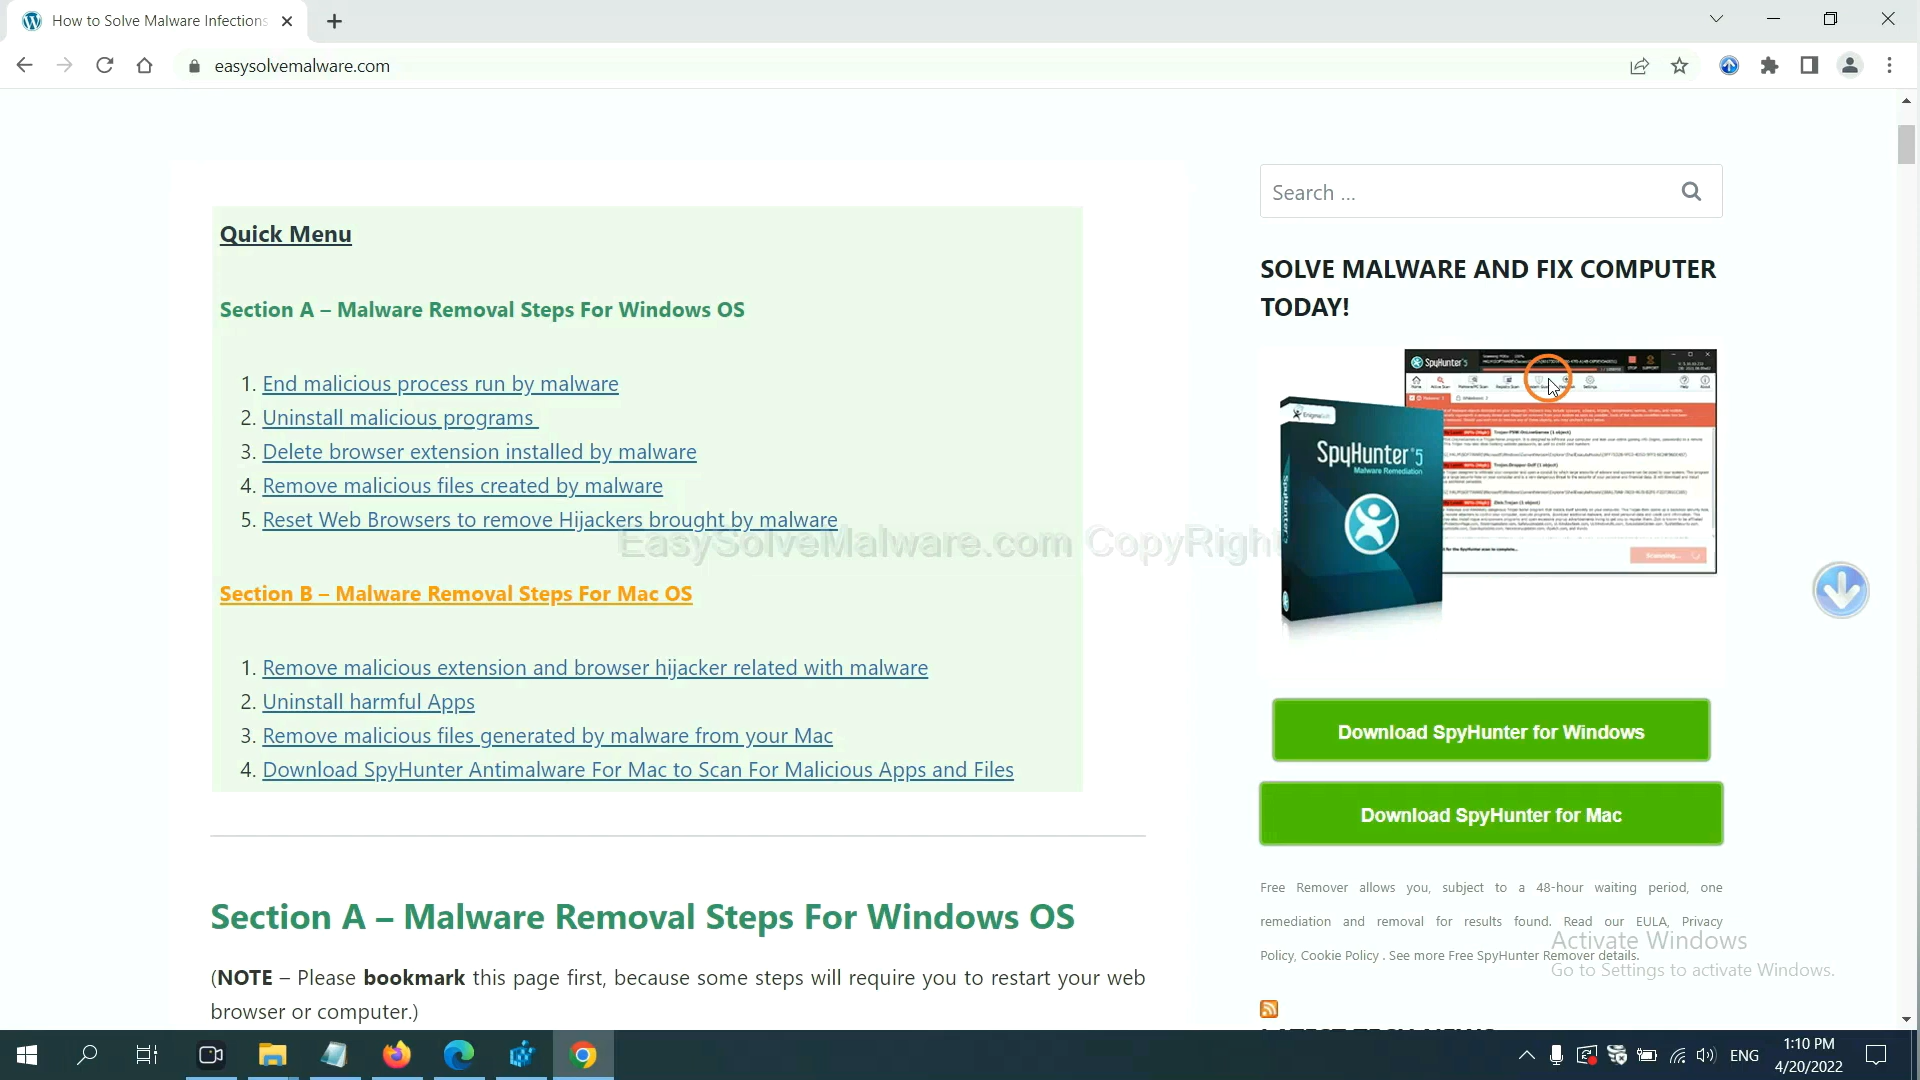 How to Solve Malware Infections
easysolvemalware.com
Search ...
Quick Menu
Section A – Malware Removal Steps For Windows OS
1. End malicious process run by malware
2. Uninstall malicious programs
3. Delete browser extension installed by malware
4. Remove malicious files created by malware
5. Reset Web Browsers to remove Hijackers brought by malware
EasySolveMalware.com CopyRigh
Section B – Malware Removal Steps For Mac OS
1. Remove malicious extension and browser hijacker related with malware
2. Uninstall harmful Apps
3. Remove malicious files generated by malware from your Mac
4. Download SpyHunter Antimalware For Mac to Scan For Malicious Apps and Files
Section A – Malware Removal Steps For Windows OS
(NOTE – Please bookmark this page first, because some steps will require you to restart your web
browser or computer.)
SOLVE MALWARE AND FIX COMPUTER
TODAY!
SpyHunter 5
EnigmaSoft
SpyHunter 5
Malware Remediation
Download SpyHunter for Windows
Download SpyHunter for Mac
Free Remover allows you, subject to a 48-hour waiting period, one
remediation and removal for results found. Read our EULA, Privacy
Policy, Cookie Policy . See more Free SpyHunter Remover details.
Activate Windows
Go to Settings to activate Windows.
LATEST TECH NEWS
ENG
1:10 PM
4/20/2022